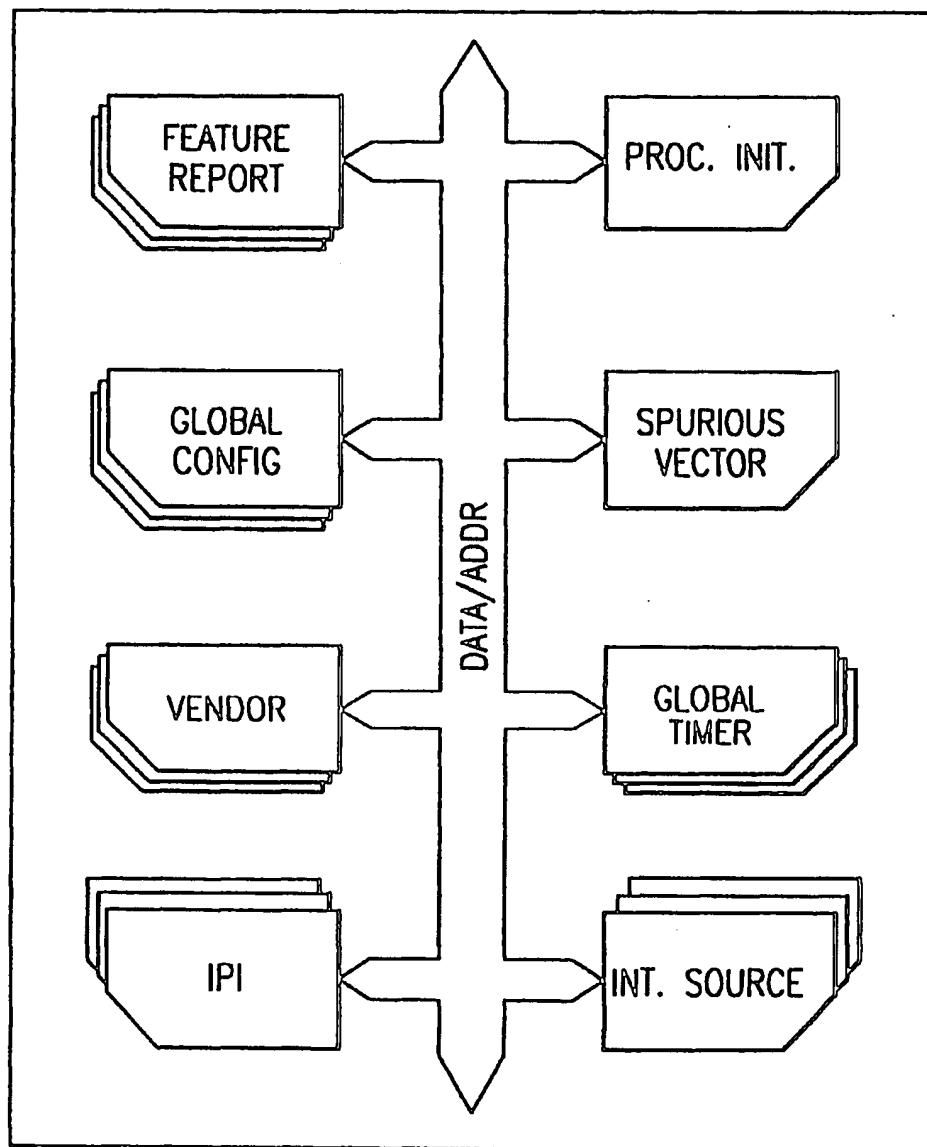 FEATURE
REPORT
PROC. INIT.
GLOBAL
CONFIG
SPURIOUS
VECTOR
DATA/ADDR
VENDOR
GLOBAL
TIMER
IPI
INT. SOURCE